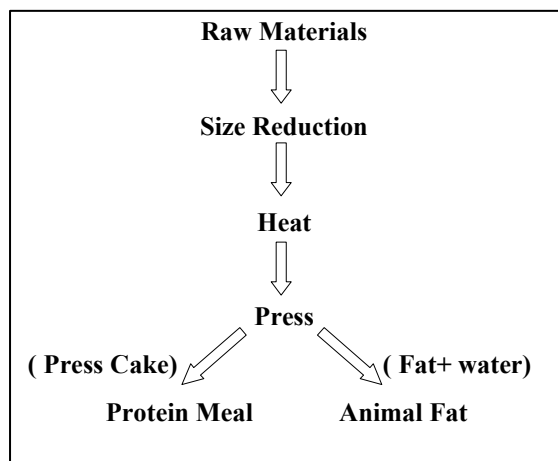 Raw Materials
Size Reduction
Heat
Press
( Press Cake) ( Fat+ water)
Protein Meal Animal Fat